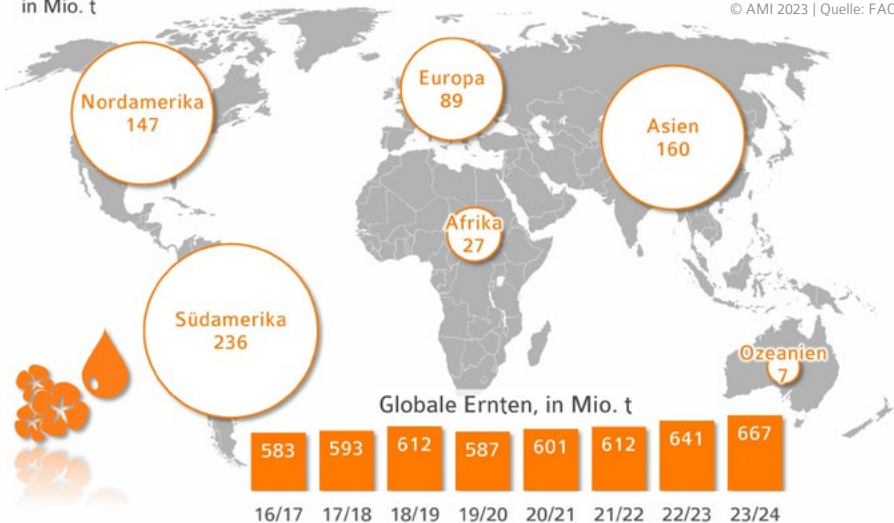 in Mio. t
© AMI 2023 | Quelle: FAO
Nordamerika
147
Europa
89
Asien
160
Afrika
27
Südamerika
236
Ozeanien
7
Globale Ernten, in Mio. t
583 593 612 587 601 612 641 667
16/17 17/18 18/19 19/20 20/21 21/22 22/23 23/24